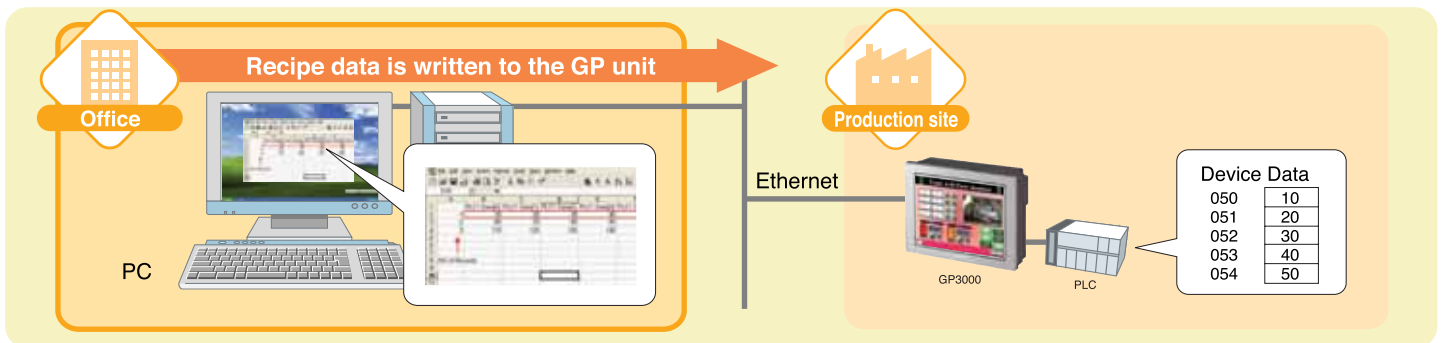 Recipe data is written to the GP unit
Office
Production site
Ethernet
PC
GP3000
PLC
Device Data
050 10
051 20
052 30
053 40
054 50